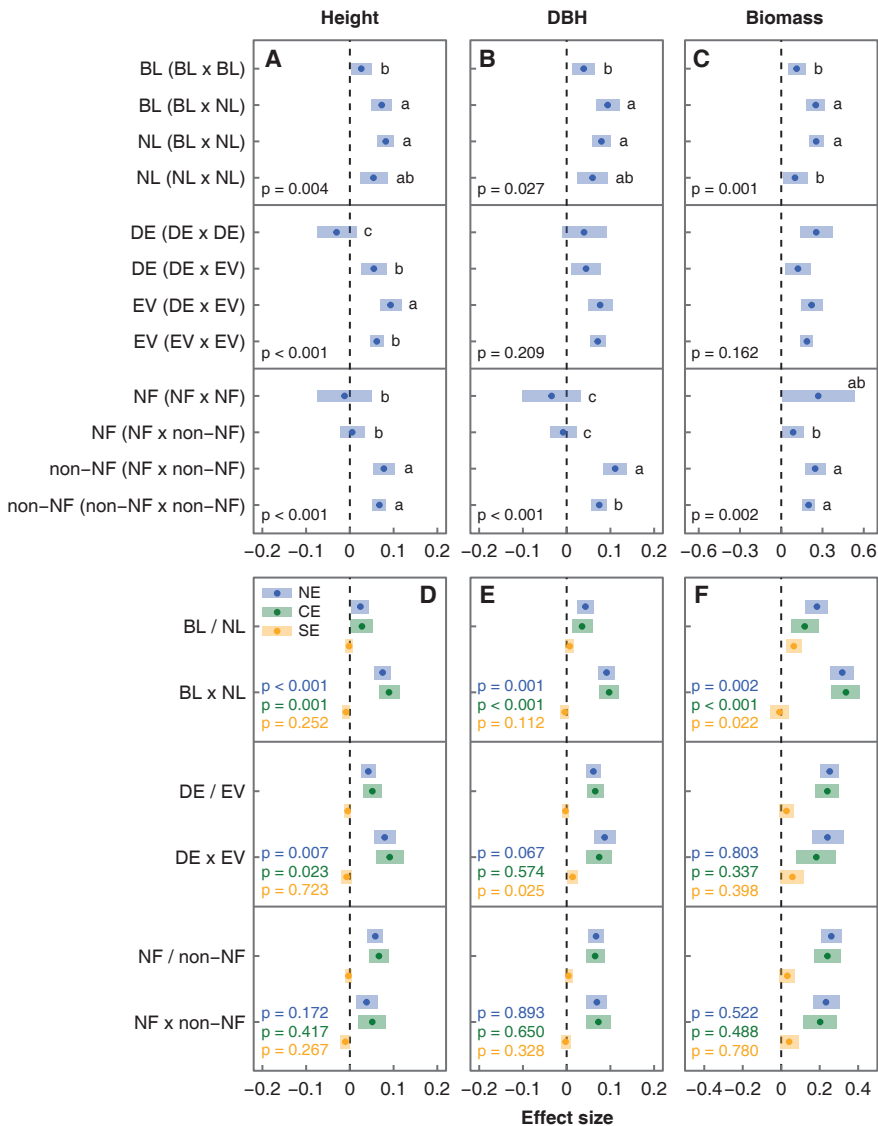 Height DBH Biomass
A B C
BL (BL x BL) b b b
BL (BL x NL) a a a
NL (BL x NL) a a a
NL (NL x NL) ab ab b
p = 0.004 p = 0.027 p = 0.001
DE (DE x DE) c
DE (DE x EV) b
EV (DE x EV) a
EV (EV x EV) b
p < 0.001 p = 0.209 p = 0.162
NF (NF x NF) b c ab
NF (NF x non−NF) b c b
non−NF (NF x non−NF) a a a
non−NF (non−NF x non−NF) a b a
p < 0.001 p < 0.001 p = 0.002
−0.2 −0.1 0 0.1 0.2 −0.2 −0.1 0 0.1 0.2 −0.6 −0.3 0 0.3 0.6
D E F
NE
CE
SE
BL / NL
BL x NL
p < 0.001 p = 0.001 p = 0.002
p = 0.001 p < 0.001 p < 0.001
p = 0.252 p = 0.112 p = 0.022
DE / EV
DE x EV
p = 0.007 p = 0.067 p = 0.803
p = 0.023 p = 0.574 p = 0.337
p = 0.723 p = 0.025 p = 0.398
NF / non−NF
NF x non−NF
p = 0.172 p = 0.893 p = 0.522
p = 0.417 p = 0.650 p = 0.488
p = 0.267 p = 0.328 p = 0.780
−0.2 −0.1 0 0.1 0.2 −0.2 −0.1 0 0.1 0.2 −0.4 −0.2 0 0.2 0.4
Effect size